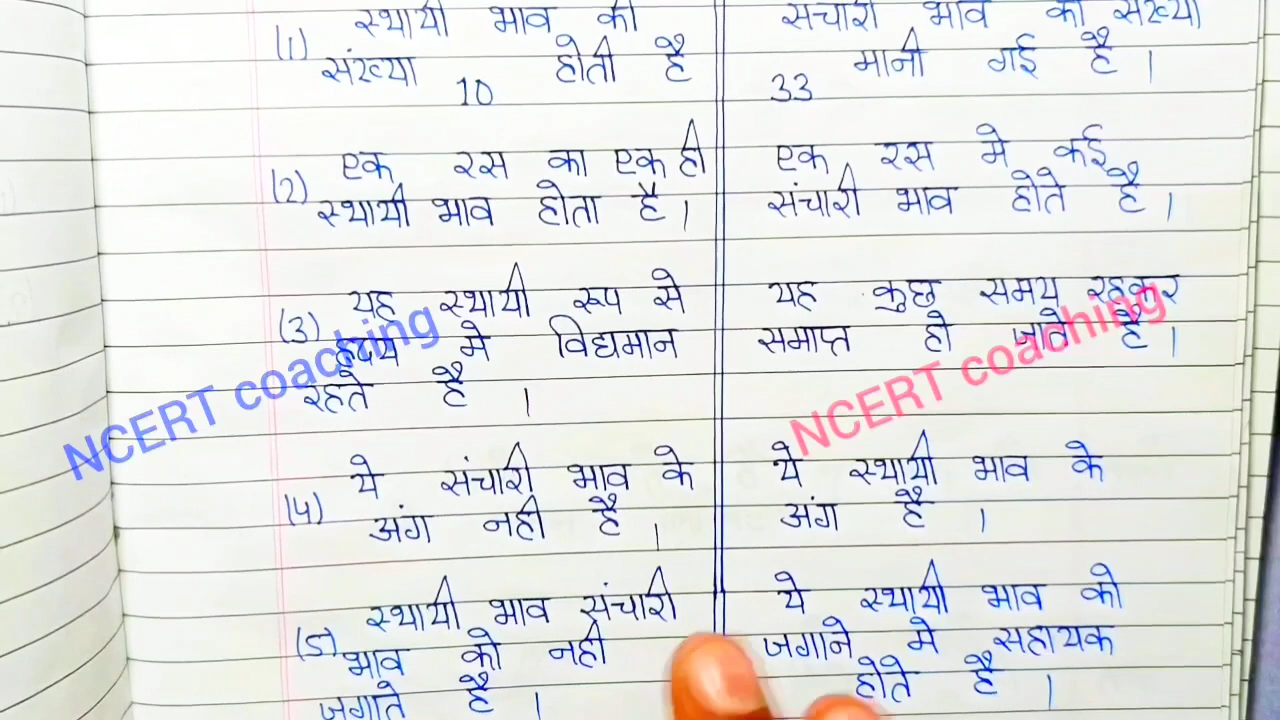 (1) स्थायी भाव की
संख्या 10 होती है
संचारी भाव की संख्या
33 मानी गई है ।
(2) एक रस का एक ही
स्थायी भाव होता है ।
एक रस मे कई
संचारी भाव होते है ।
(3) यह स्थायी रूप से
हृदय मे विद्यमान
रहते है ।
यह कुछ समय रहकर
समाप्त हो जाते है ।
(4) ये संचारी भाव के
अंग नही है ।
ये स्थायी भाव के
अंग है ।
(5) स्थायी भाव संचारी
भाव को नही
जगाते है ।
ये स्थायी भाव को
जगाने मे सहायक
होते है ।
NCERT coaching
NCERT coaching